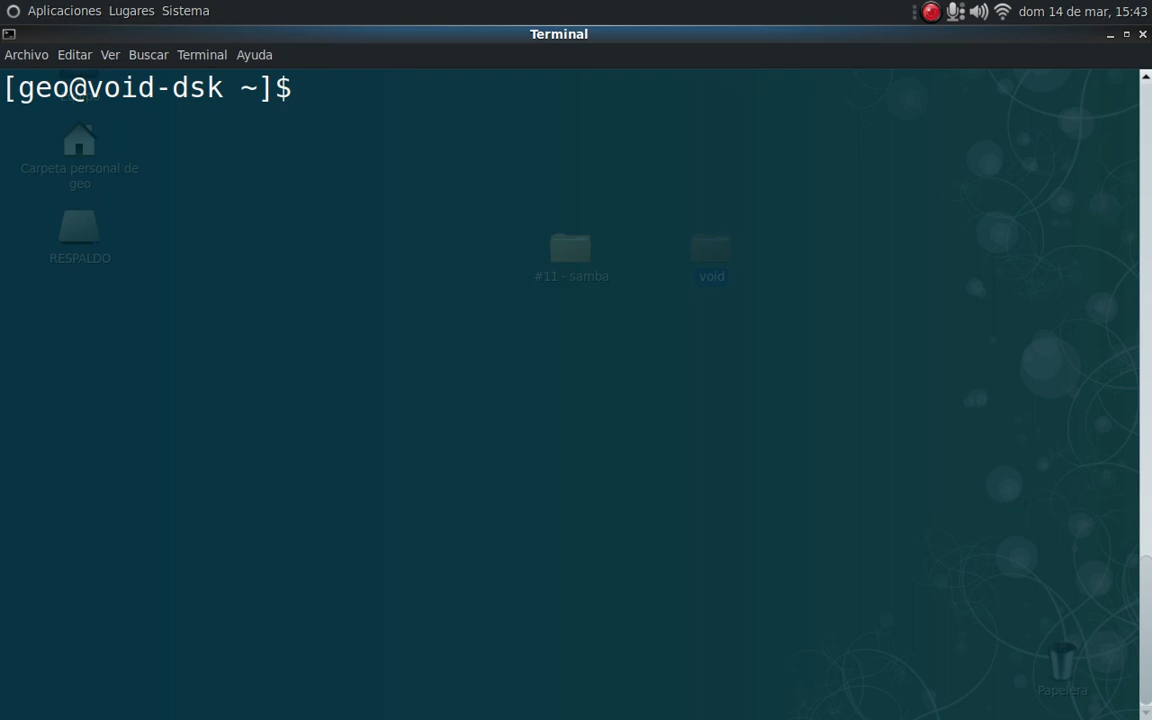 Aplicaciones Lugares Sistema
dom 14 de mar, 15:43
Terminal
Archivo Editar Ver Buscar Terminal Ayuda
[geo@void-dsk ~]$
Carpeta personal de
geo
RESPALDO
#11 - samba
void
Papelera